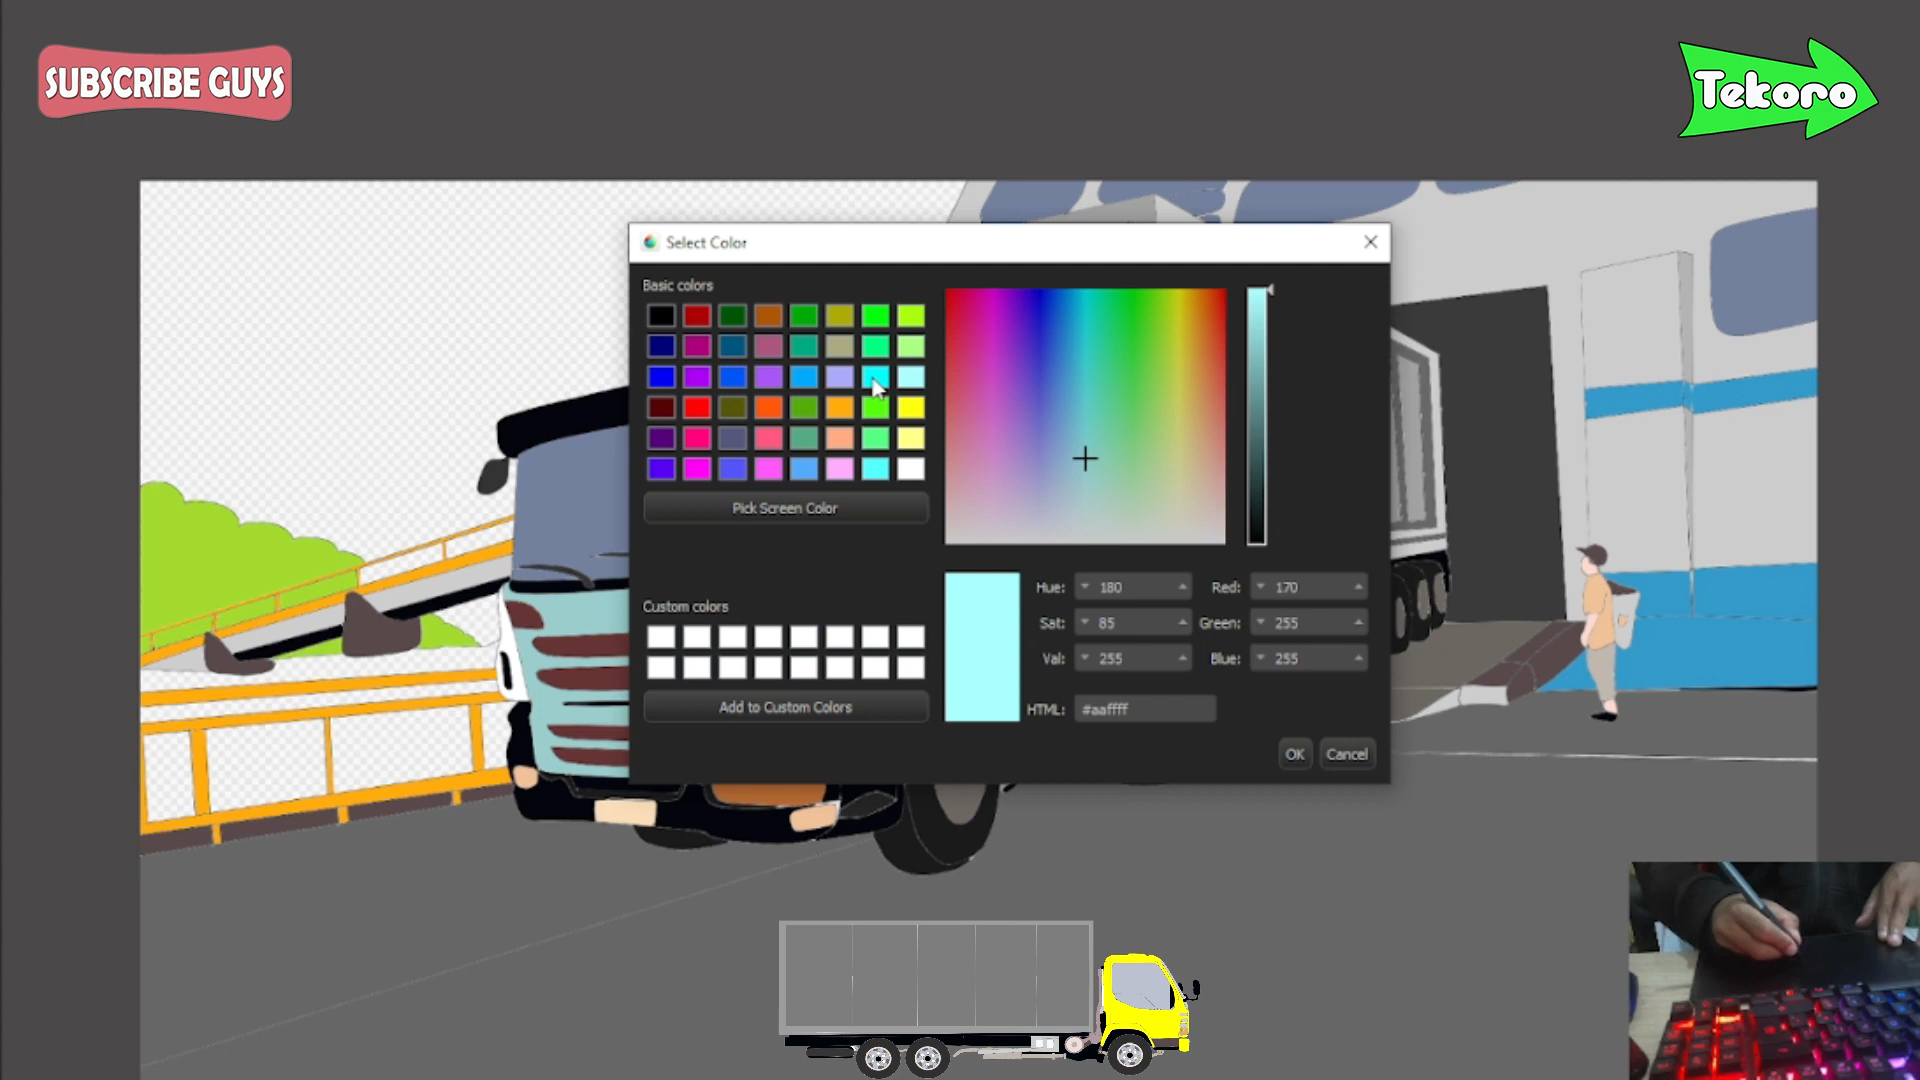 SUBSCRIBE GUYS
Tekoro
Select Color
Basic colors
Pick Screen Color
Custom colors
Add to Custom Colors
Hue: 180
Red: 170
Sat: 85
Green: 255
Val: 255
Blue: 255
HTML: #aaffff
OK
Cancel